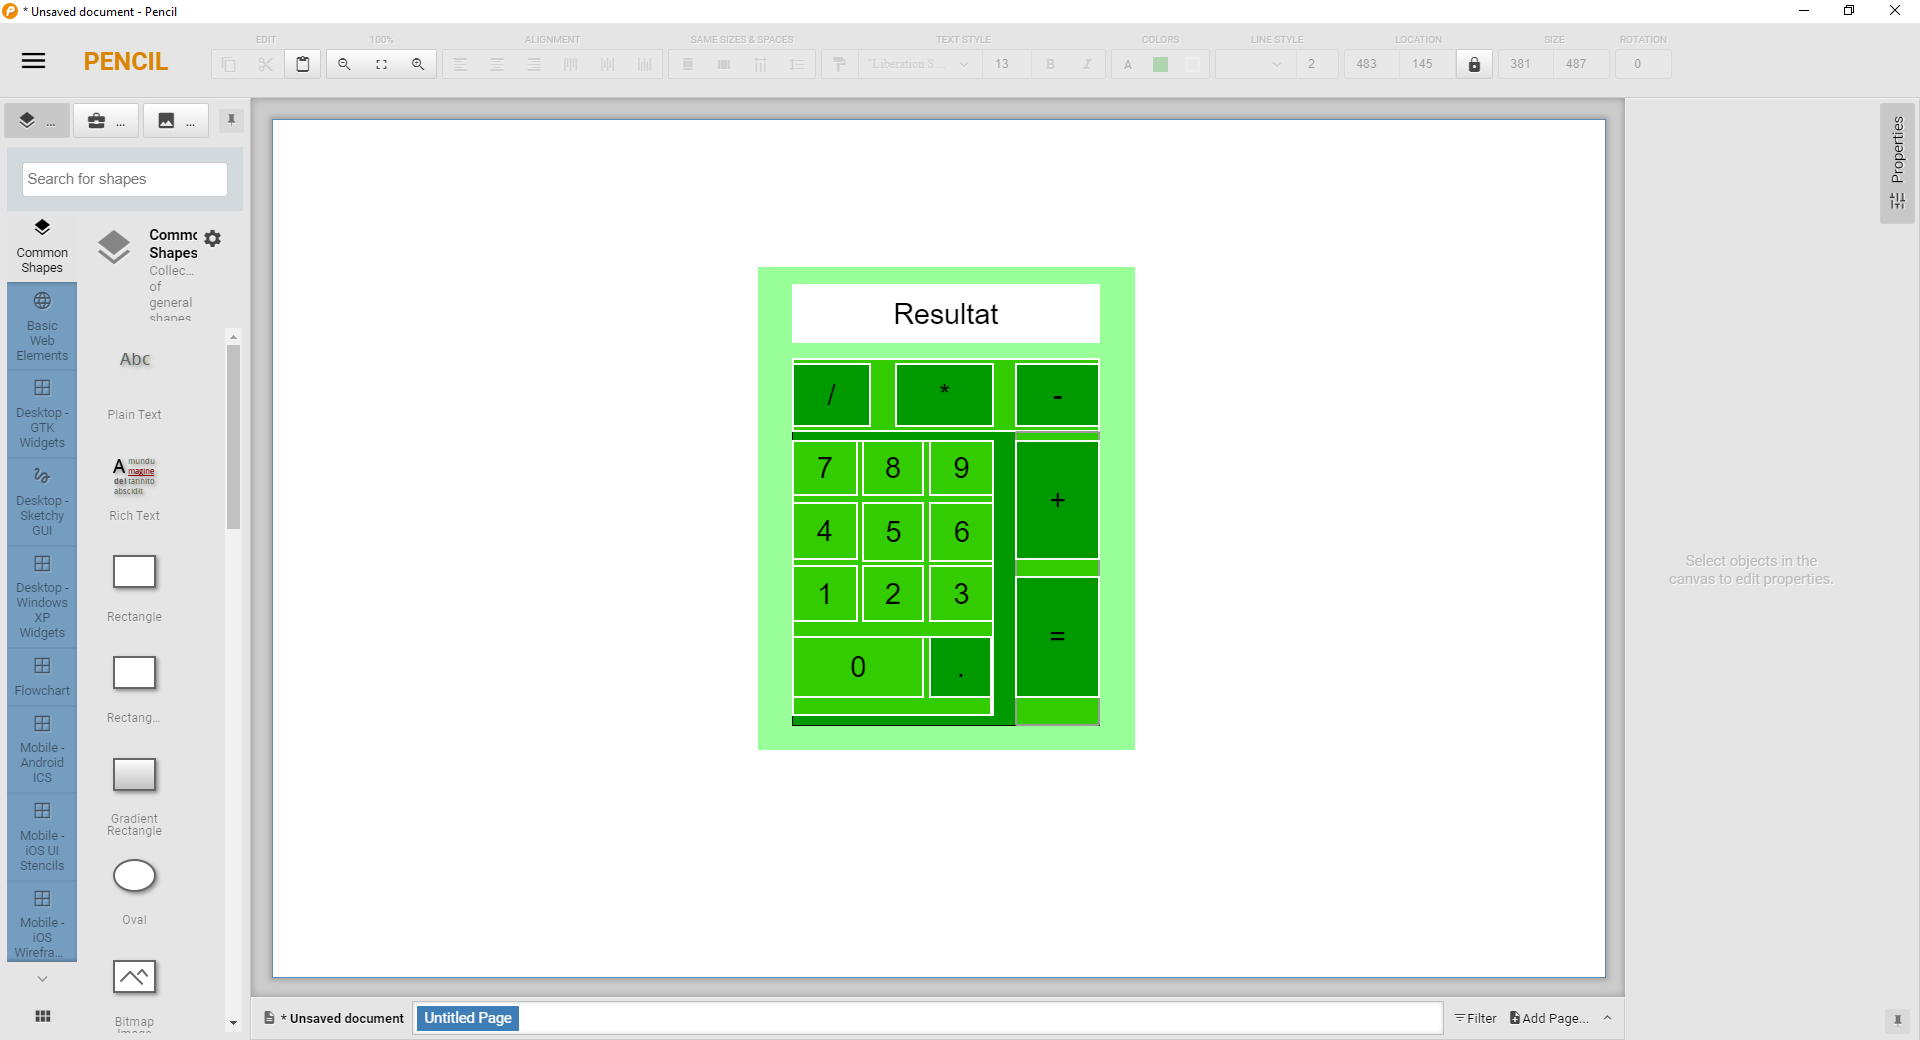 * Unsaved document - Pencil
PENCIL
EDIT
100%
ALIGNMENT
SAME SIZES & SPACES
TEXT STYLE
COLORS
LINE STYLE
LOCATION
SIZE
ROTATION
"Liberation S...
13
B
I
A
2
483
145
381
487
0
...
...
...
Search for shapes
Common
Shapes
Basic
Web
Elements
Desktop -
GTK
Widgets
Desktop -
Sketchy
GUI
Desktop -
Windows
XP
Widgets
Flowchart
Mobile -
Android
ICS
Mobile -
iOS UI
Stencils
Mobile -
iOS
Wirefra...
Shapes
Collec...
of
general
shapes
Abc
Plain Text
A
mundu
magine
del tannito
abscidit
Rich Text
Rectangle
Rectang...
Gradient
Rectangle
Oval
Bitmap
Image
Resultat
/ * -
7 8 9
+
4 5 6
1 2 3
=
0 .
Properties
Select objects in the
canvas to edit properties.
* Unsaved document
Untitled Page
Filter
Add Page...